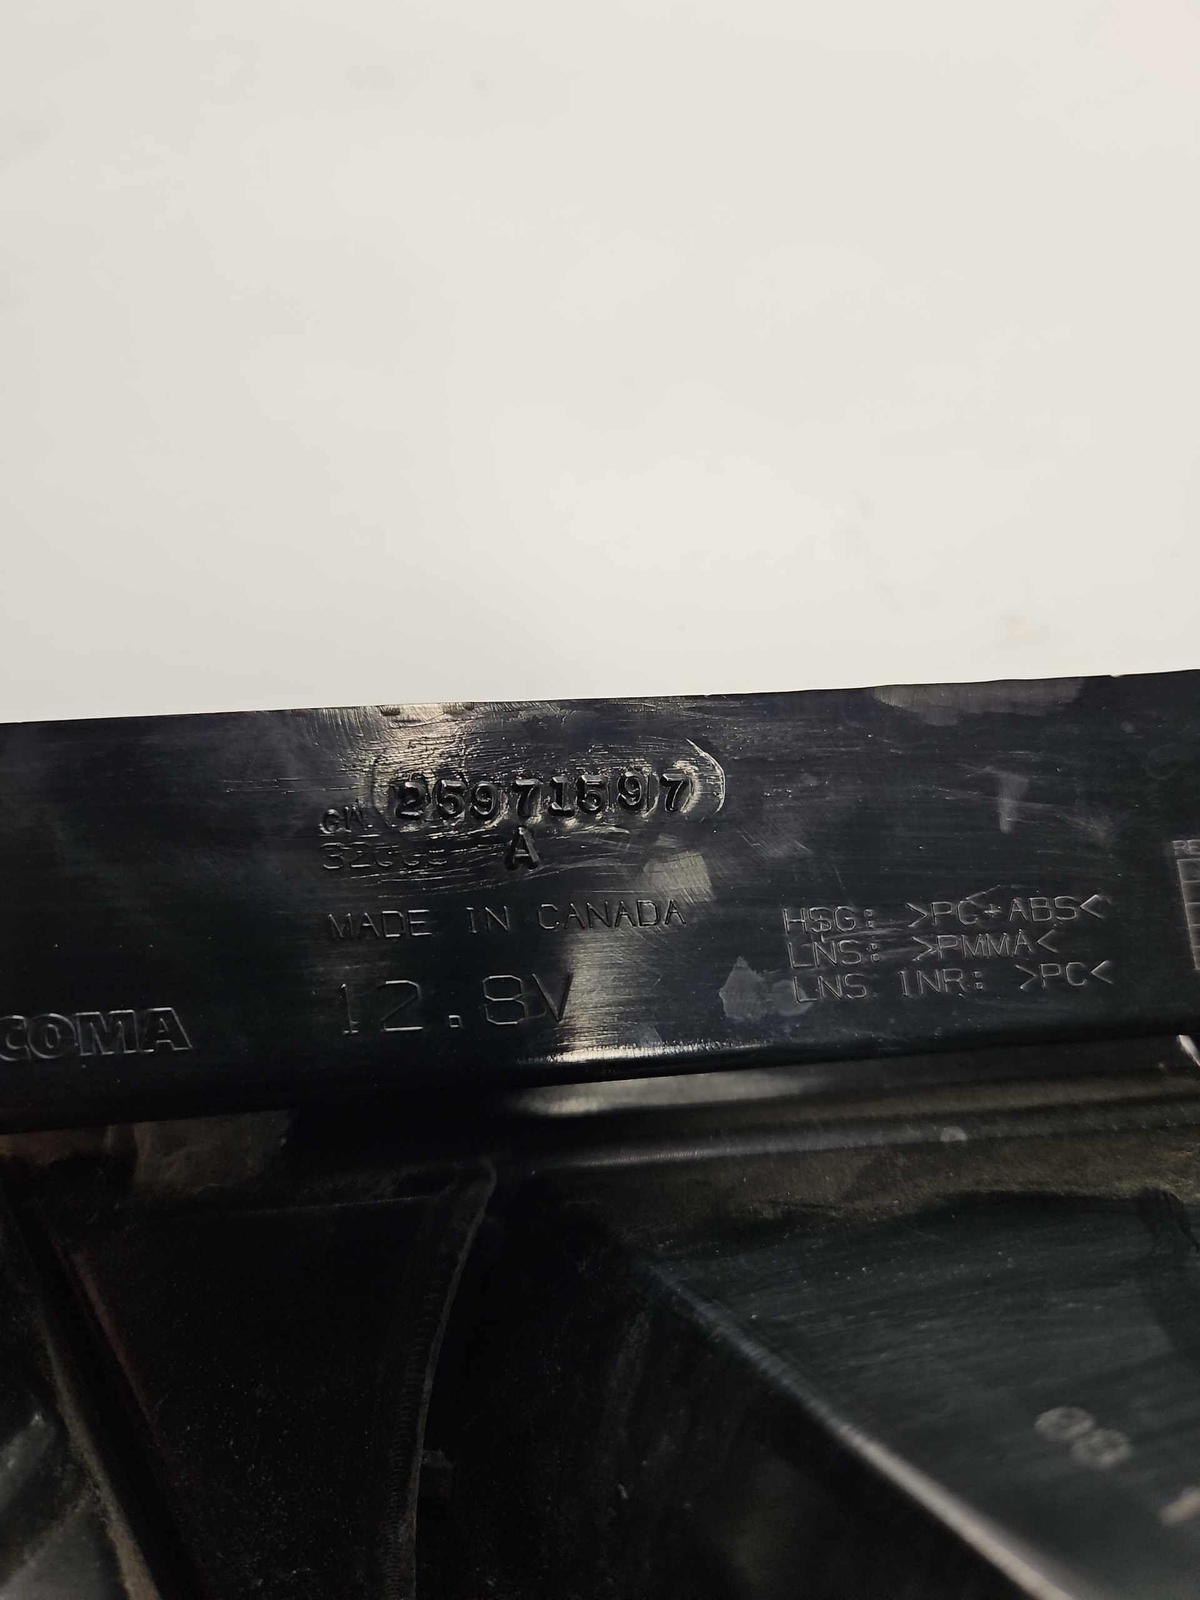 GM 25971597
A
MADE IN CANADA
12.8V
COMA
HSG: >PC+ABS<
LNS: >PMMA<
LNS INR: >PC<